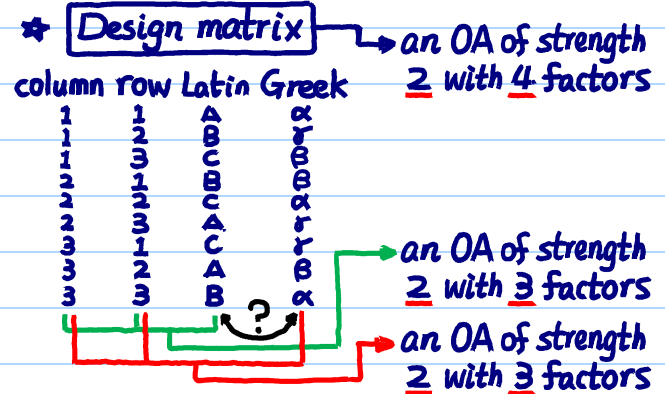 ☆ Design matrix
an OA of strength
2 with 4 factors
column row Latin Greek
1 1 A α
1 2 B γ
1 3 C β
2 1 B β
2 2 C α
2 3 A γ
3 1 C γ
3 2 A β
3 3 B α
?
an OA of strength
2 with 3 factors
an OA of strength
2 with 3 factors